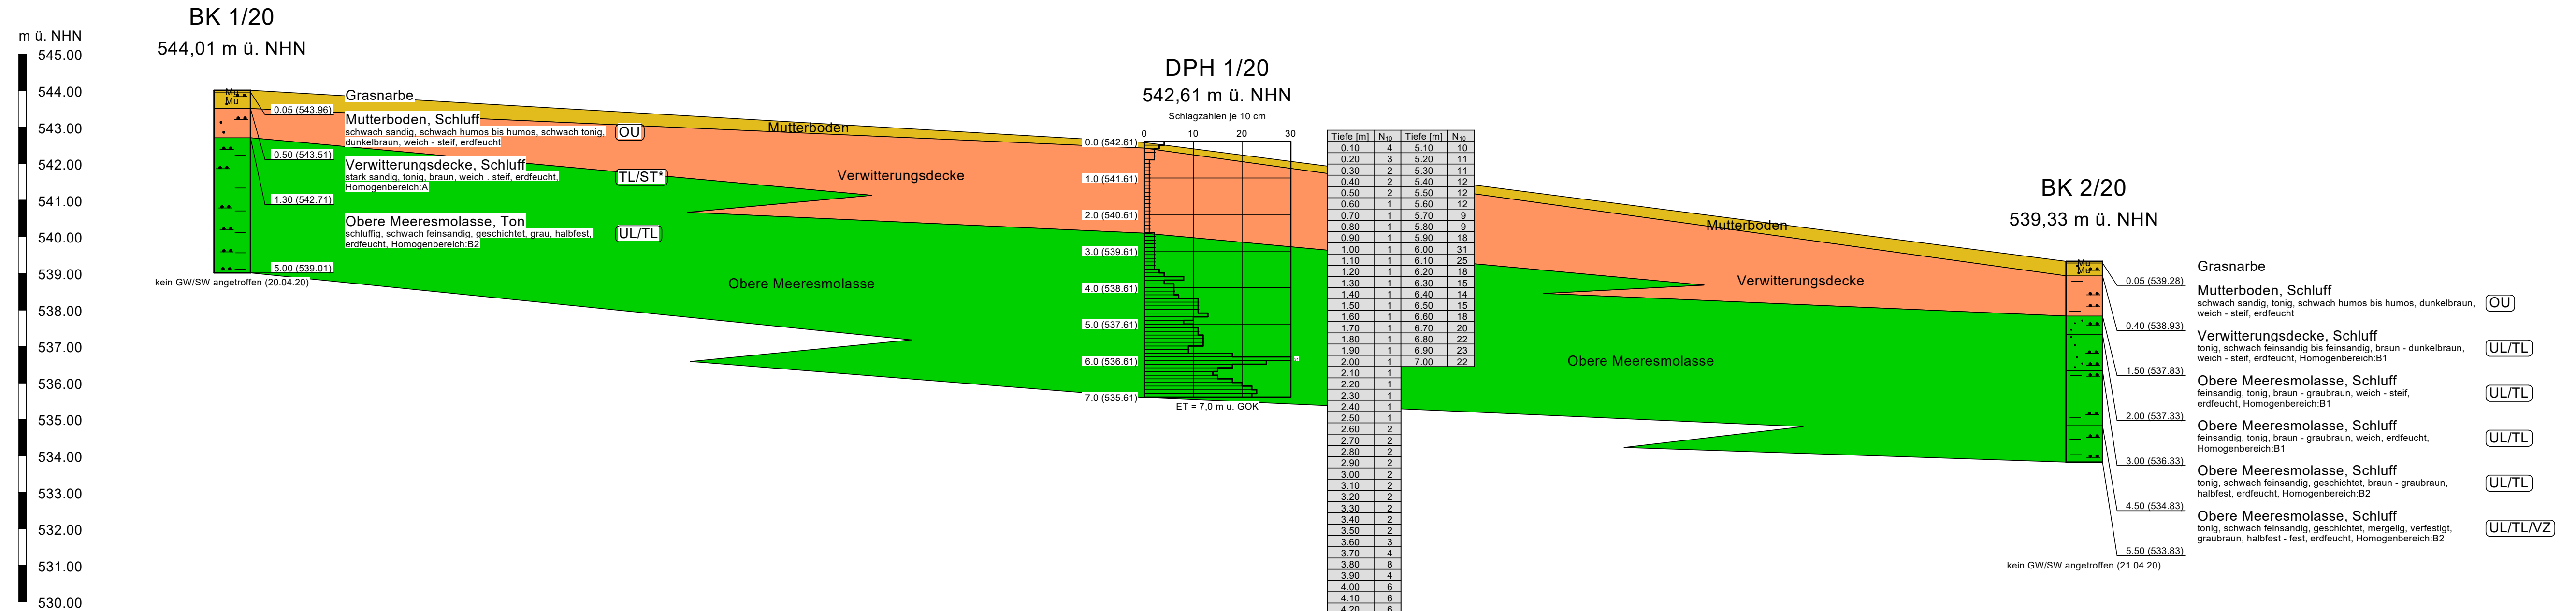 m ü. NHN
545.00
544.00
543.00
542.00
541.00
540.00
539.00
538.00
537.00
536.00
535.00
534.00
533.00
532.00
531.00
530.00
BK 1/20
544,01 m ü. NHN
Mu
Mu
0.05 (543.96)
0.50 (543.51)
1.30 (542.71)
5.00 (539.01)
kein GW/SW angetroffen (20.04.20)
Grasnarbe
Mutterboden, Schluff
schwach sandig, schwach humos bis humos, schwach tonig,
dunkelbraun, weich - steif, erdfeucht
OU
Verwitterungsdecke, Schluff
stark sandig, tonig, braun, weich . steif, erdfeucht,
Homogenbereich:A
TL/ST*
Obere Meeresmolasse, Ton
schluffig, schwach feinsandig, geschichtet, grau, halbfest,
erdfeucht, Homogenbereich:B2
UL/TL
Mutterboden
Verwitterungsdecke
Obere Meeresmolasse
DPH 1/20
542,61 m ü. NHN
Schlagzahlen je 10 cm
0 10 20 30
0.0 (542.61)
1.0 (541.61)
2.0 (540.61)
3.0 (539.61)
4.0 (538.61)
5.0 (537.61)
6.0 (536.61)
7.0 (535.61)
ET = 7,0 m u. GOK
Tiefe [m] N10 Tiefe [m] N10
0.10 4 5.10 10
0.20 3 5.20 11
0.30 2 5.30 11
0.40 2 5.40 12
0.50 2 5.50 12
0.60 1 5.60 12
0.70 1 5.70 9
0.80 1 5.80 9
0.90 1 5.90 18
1.00 1 6.00 31
1.10 1 6.10 25
1.20 1 6.20 18
1.30 1 6.30 15
1.40 1 6.40 14
1.50 1 6.50 15
1.60 1 6.60 18
1.70 1 6.70 20
1.80 1 6.80 22
1.90 1 6.90 23
2.00 1 7.00 22
2.10 1
2.20 1
2.30 1
2.40 1
2.50 1
2.60 2
2.70 2
2.80 2
2.90 2
3.00 2
3.10 2
3.20 2
3.30 2
3.40 2
3.50 2
3.60 3
3.70 4
3.80 8
3.90 4
4.00 6
4.10 6
4.20 6
Mutterboden
Verwitterungsdecke
Obere Meeresmolasse
BK 2/20
539,33 m ü. NHN
Mu
Mu
0.05 (539.28)
0.40 (538.93)
1.50 (537.83)
2.00 (537.33)
3.00 (536.33)
4.50 (534.83)
5.50 (533.83)
kein GW/SW angetroffen (21.04.20)
Grasnarbe
Mutterboden, Schluff
schwach sandig, tonig, schwach humos bis humos, dunkelbraun,
weich - steif, erdfeucht
OU
Verwitterungsdecke, Schluff
tonig, schwach feinsandig bis feinsandig, braun - dunkelbraun,
weich - steif, erdfeucht, Homogenbereich:B1
UL/TL
Obere Meeresmolasse, Schluff
feinsandig, tonig, braun - graubraun, weich - steif,
erdfeucht, Homogenbereich:B1
UL/TL
Obere Meeresmolasse, Schluff
feinsandig, tonig, braun - graubraun, weich, erdfeucht,
Homogenbereich:B1
UL/TL
Obere Meeresmolasse, Schluff
tonig, schwach feinsandig, geschichtet, braun - graubraun,
halbfest, erdfeucht, Homogenbereich:B2
UL/TL
Obere Meeresmolasse, Schluff
tonig, schwach feinsandig, geschichtet, mergelig, verfestigt,
graubraun, halbfest - fest, erdfeucht, Homogenbereich:B2
UL/TL/VZ